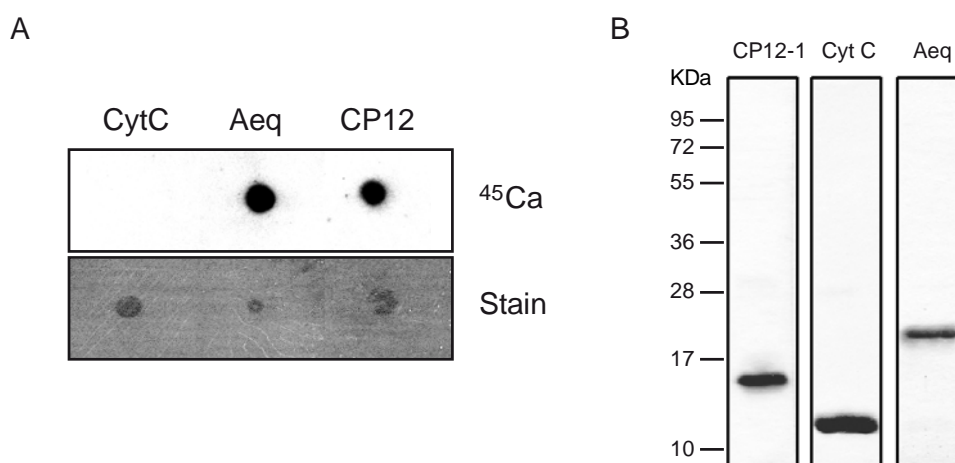 A
CytC Aeq CP12
⁴⁵Ca
Stain
B
CP12-1 Cyt C Aeq
KDa
95
72
55
36
28
17
10